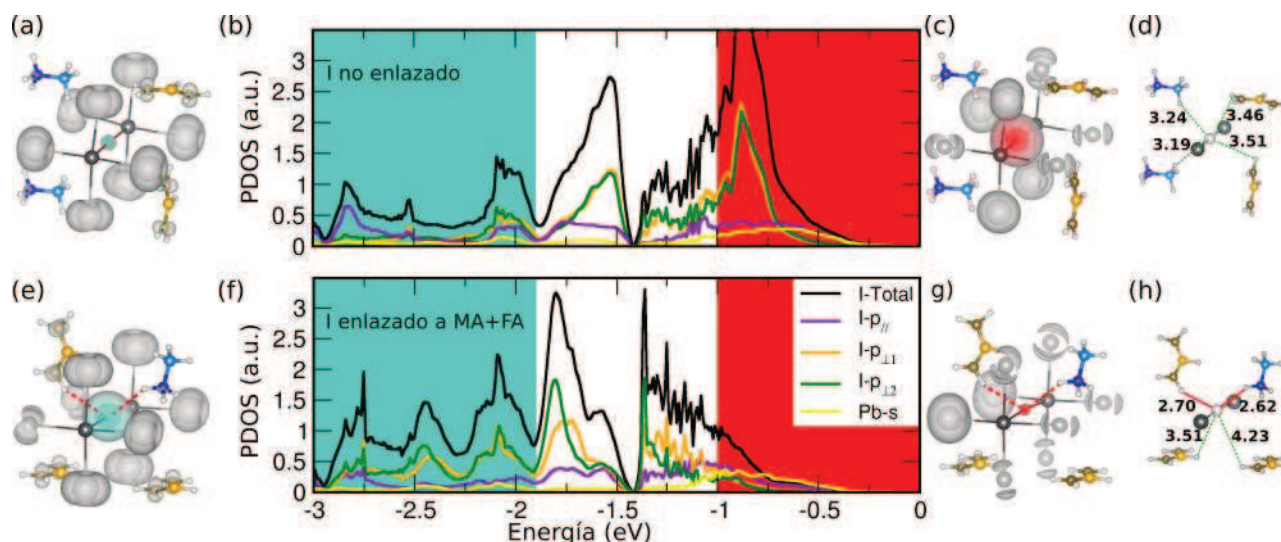 (a)
(b)
(c)
(d)
PDOS (a.u.)
3
2.5
2
1.5
1
0.5
0
I no enlazado
3.24
3.46
3.19
3.51
(e)
(f)
g)
(h)
PDOS (a.u.)
3
2.5
2
1.5
1
0.5
0
I enlazado a MA+FA
I-Total
I-p//
I-p⊥1
I-p⊥2
Pb-s
-3
-2.5
-2
-1.5
-1
-0.5
0
Energía (eV)
2.70
2.62
3.51
4.23